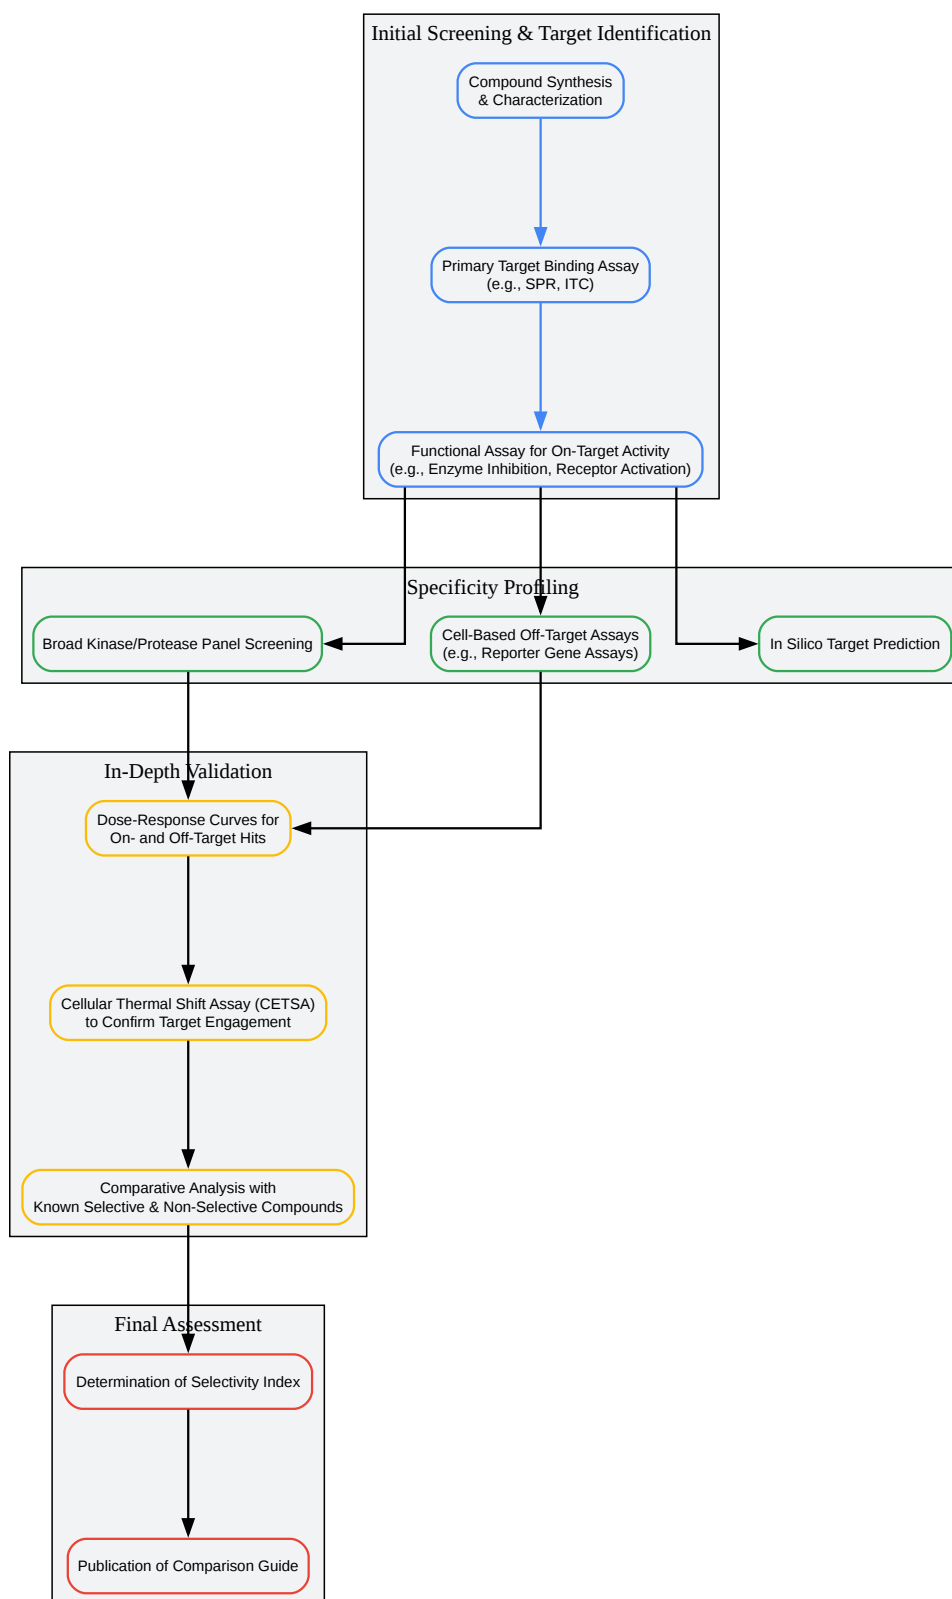 Initial Screening & Target Identification
Compound Synthesis
& Characterization
Primary Target Binding Assay
(e.g., SPR, ITC)
Functional Assay for On-Target Activity
(e.g., Enzyme Inhibition, Receptor Activation)
Specificity Profiling
Broad Kinase/Protease Panel Screening
Cell-Based Off-Target Assays
(e.g., Reporter Gene Assays)
In Silico Target Prediction
In-Depth Validation
Dose-Response Curves for
On- and Off-Target Hits
Cellular Thermal Shift Assay (CETSA)
to Confirm Target Engagement
Comparative Analysis with
Known Selective & Non-Selective Compounds
Final Assessment
Determination of Selectivity Index
Publication of Comparison Guide